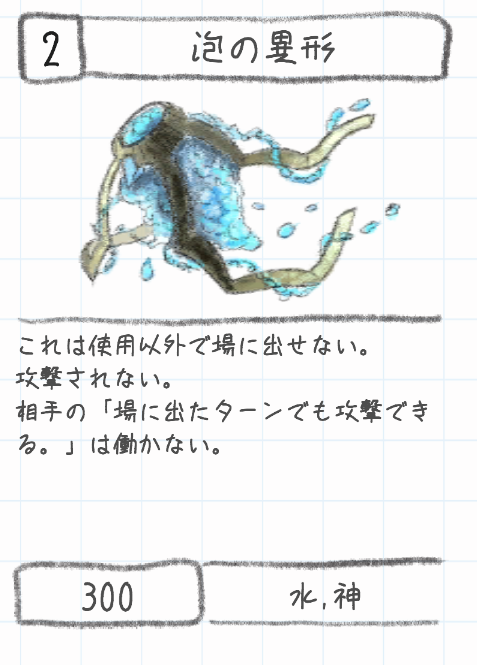 2
泡の異形
これは使用以外で場に出せない。
攻撃されない。
相手の「場に出たターンでも攻撃でき
る。」は働かない。
300
水,神